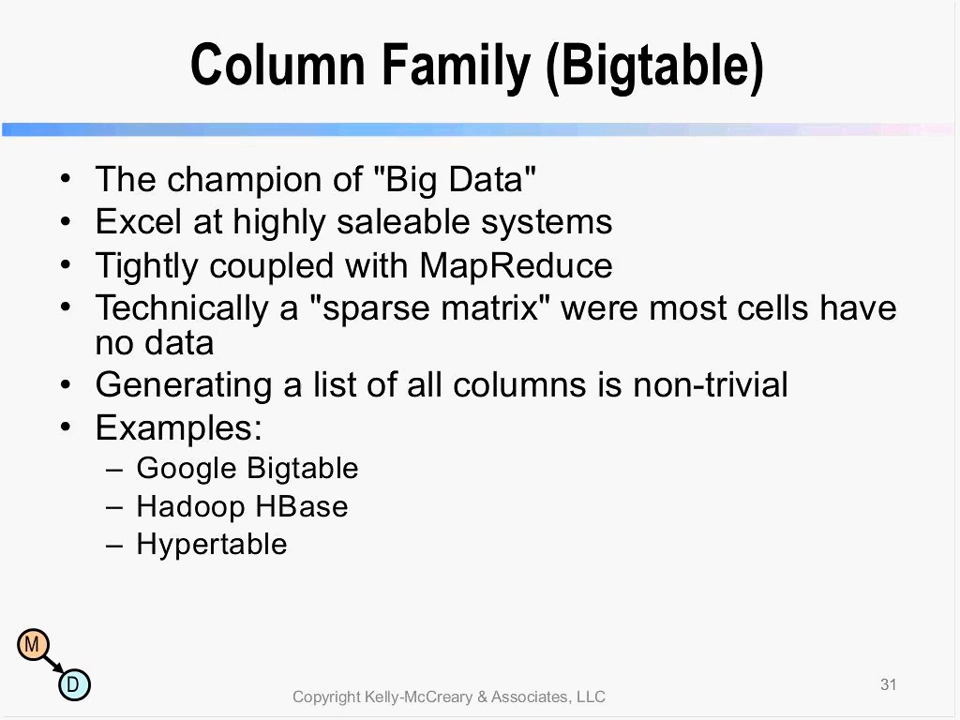 Column Family (Bigtable)
• The champion of "Big Data"
• Excel at highly saleable systems
• Tightly coupled with MapReduce
• Technically a "sparse matrix" were most cells have
no data
• Generating a list of all columns is non-trivial
• Examples:
– Google Bigtable
– Hadoop HBase
– Hypertable
M
D
Copyright Kelly-McCreary & Associates, LLC
31